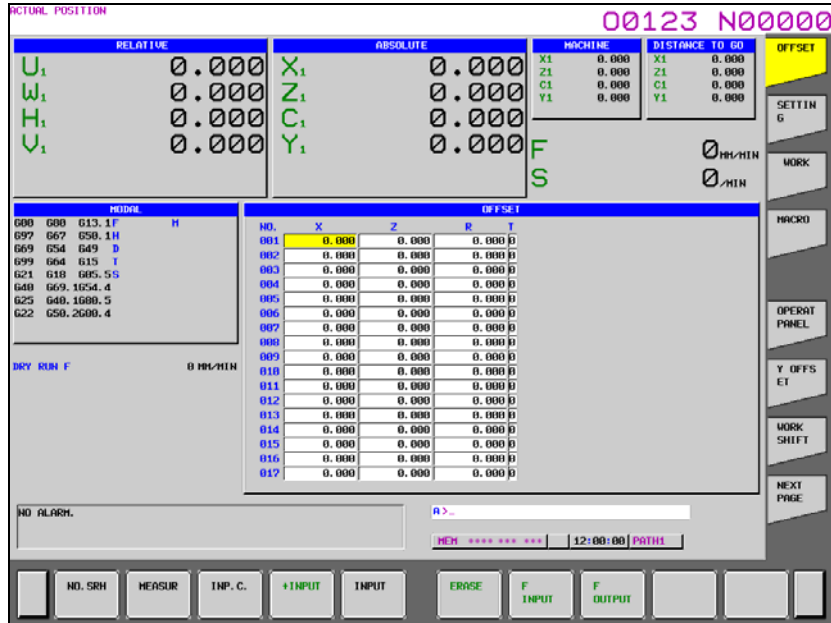 ACTUAL POSITION
O0123 N00000
RELATIVE
U1 0.000
W1 0.000
H1 0.000
V1 0.000
ABSOLUTE
X1 0.000
Z1 0.000
C1 0.000
Y1 0.000
MACHINE
X1 0.000
Z1 0.000
C1 0.000
Y1 0.000
DISTANCE TO GO
X1 0.000
Z1 0.000
C1 0.000
Y1 0.000
F 0 MM/MIN
S 0 /MIN
MODAL
G00 G80 G13.1 F M
G97 G67 G50.1 H
G69 G54 G49 D
G99 G64 G15 T
G21 G18 G05.5 S
G40 G69.1 G54.4
G25 G40.1 G80.5
G22 G50.2 G08.4
DRY RUN F 0 MM/MIN
OFFSET
NO. X Z R T
001 0.000 0.000 0.000 0
002 0.000 0.000 0.000 0
003 0.000 0.000 0.000 0
004 0.000 0.000 0.000 0
005 0.000 0.000 0.000 0
006 0.000 0.000 0.000 0
007 0.000 0.000 0.000 0
008 0.000 0.000 0.000 0
009 0.000 0.000 0.000 0
010 0.000 0.000 0.000 0
011 0.000 0.000 0.000 0
012 0.000 0.000 0.000 0
013 0.000 0.000 0.000 0
014 0.000 0.000 0.000 0
015 0.000 0.000 0.000 0
016 0.000 0.000 0.000 0
017 0.000 0.000 0.000 0
NO ALARM.
A>_
MEM **** *** *** 12:00:00 PATH1
OFFSET
SETTIN
G
WORK
MACRO
OPERAT
PANEL
Y OFFS
ET
WORK
SHIFT
NEXT
PAGE
NO.SRH
MEASUR
INP.C.
+INPUT
INPUT
ERASE
F
INPUT
F
OUTPUT